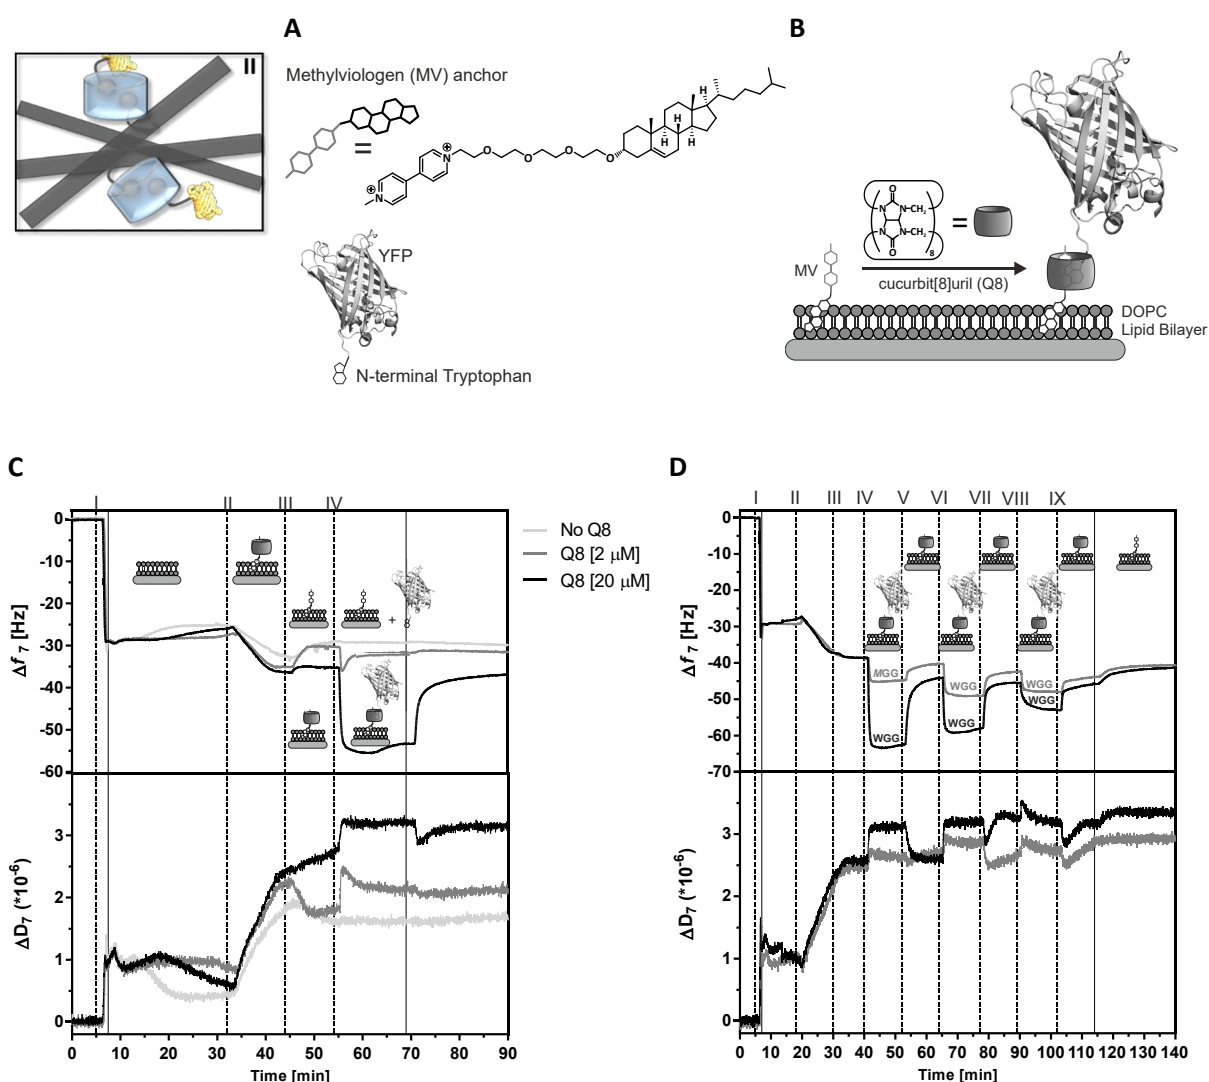 A
B
II
Methylviologen (MV) anchor
=
O
O
O
O
H
H
H
H
N
N
YFP
N-terminal Tryptophan
O
N N–CH₂
N N–CH₂
O
8
=
MV
cucurbit[8]uril (Q8)
DOPC
Lipid Bilayer
C
D
I II III IV
0
-10
-20
-30
-40
-50
-60
Δf ₇ [Hz]
+
No Q8
Q8 [2 μM]
Q8 [20 μM]
3
2
1
0
ΔD₇ (*10⁻⁶)
0 10 20 30 40 50 60 70 80 90
Time [min]
I II III IV V VI VII VIII IX
0
-10
-20
-30
-40
-50
-60
-70
Δf ₇ [Hz]
MGG
WGG
WGG
WGG
WGG
WGG
3
2
1
0
ΔD₇ (*10⁻⁶)
0 10 20 30 40 50 60 70 80 90 100 110 120 130 140
Time [min]